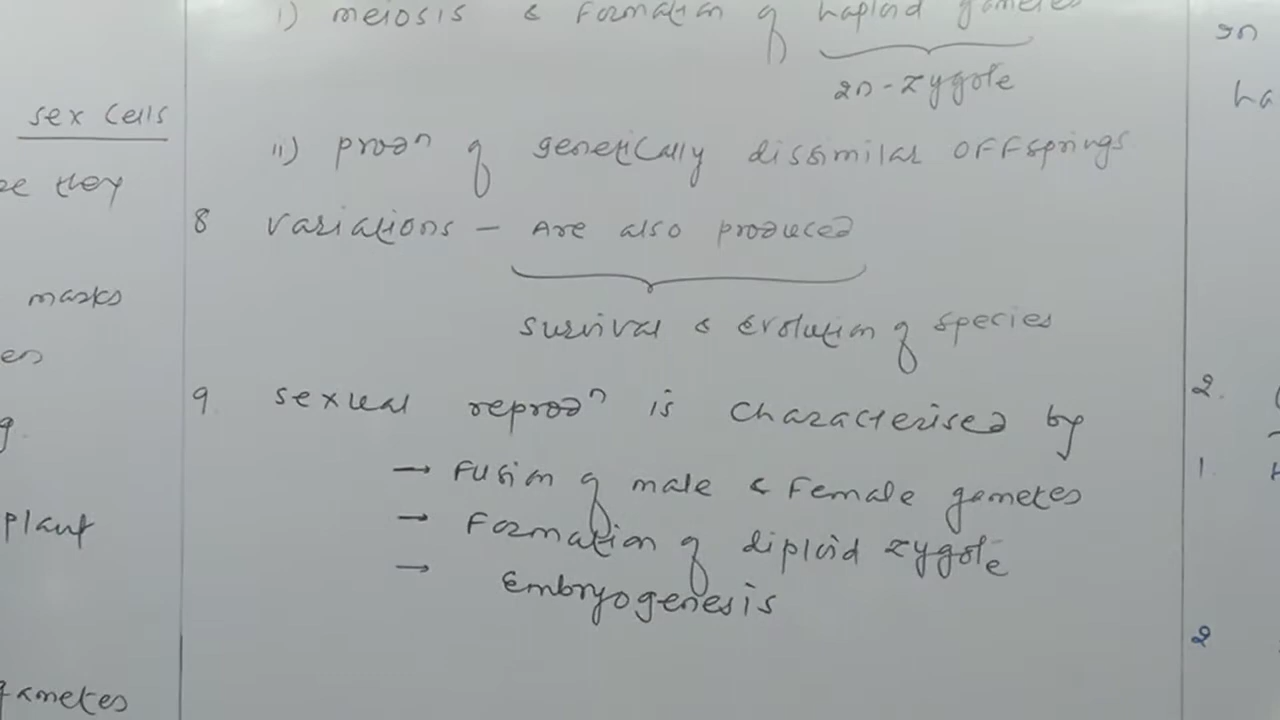 sex cells
they
marks
plant
gametes
i) meiosis & formation of haploid gametes
2n - zygote
ii) prodn of genetically dissimilar offsprings
8 variations - Are also produced
survival & Evolution of species
9 sexual reprodn is characterised by
→ Fusion of male & Female gametes
→ Formation of diploid zygote
→ Embryogenesis
2n
ha
2.
1.
2